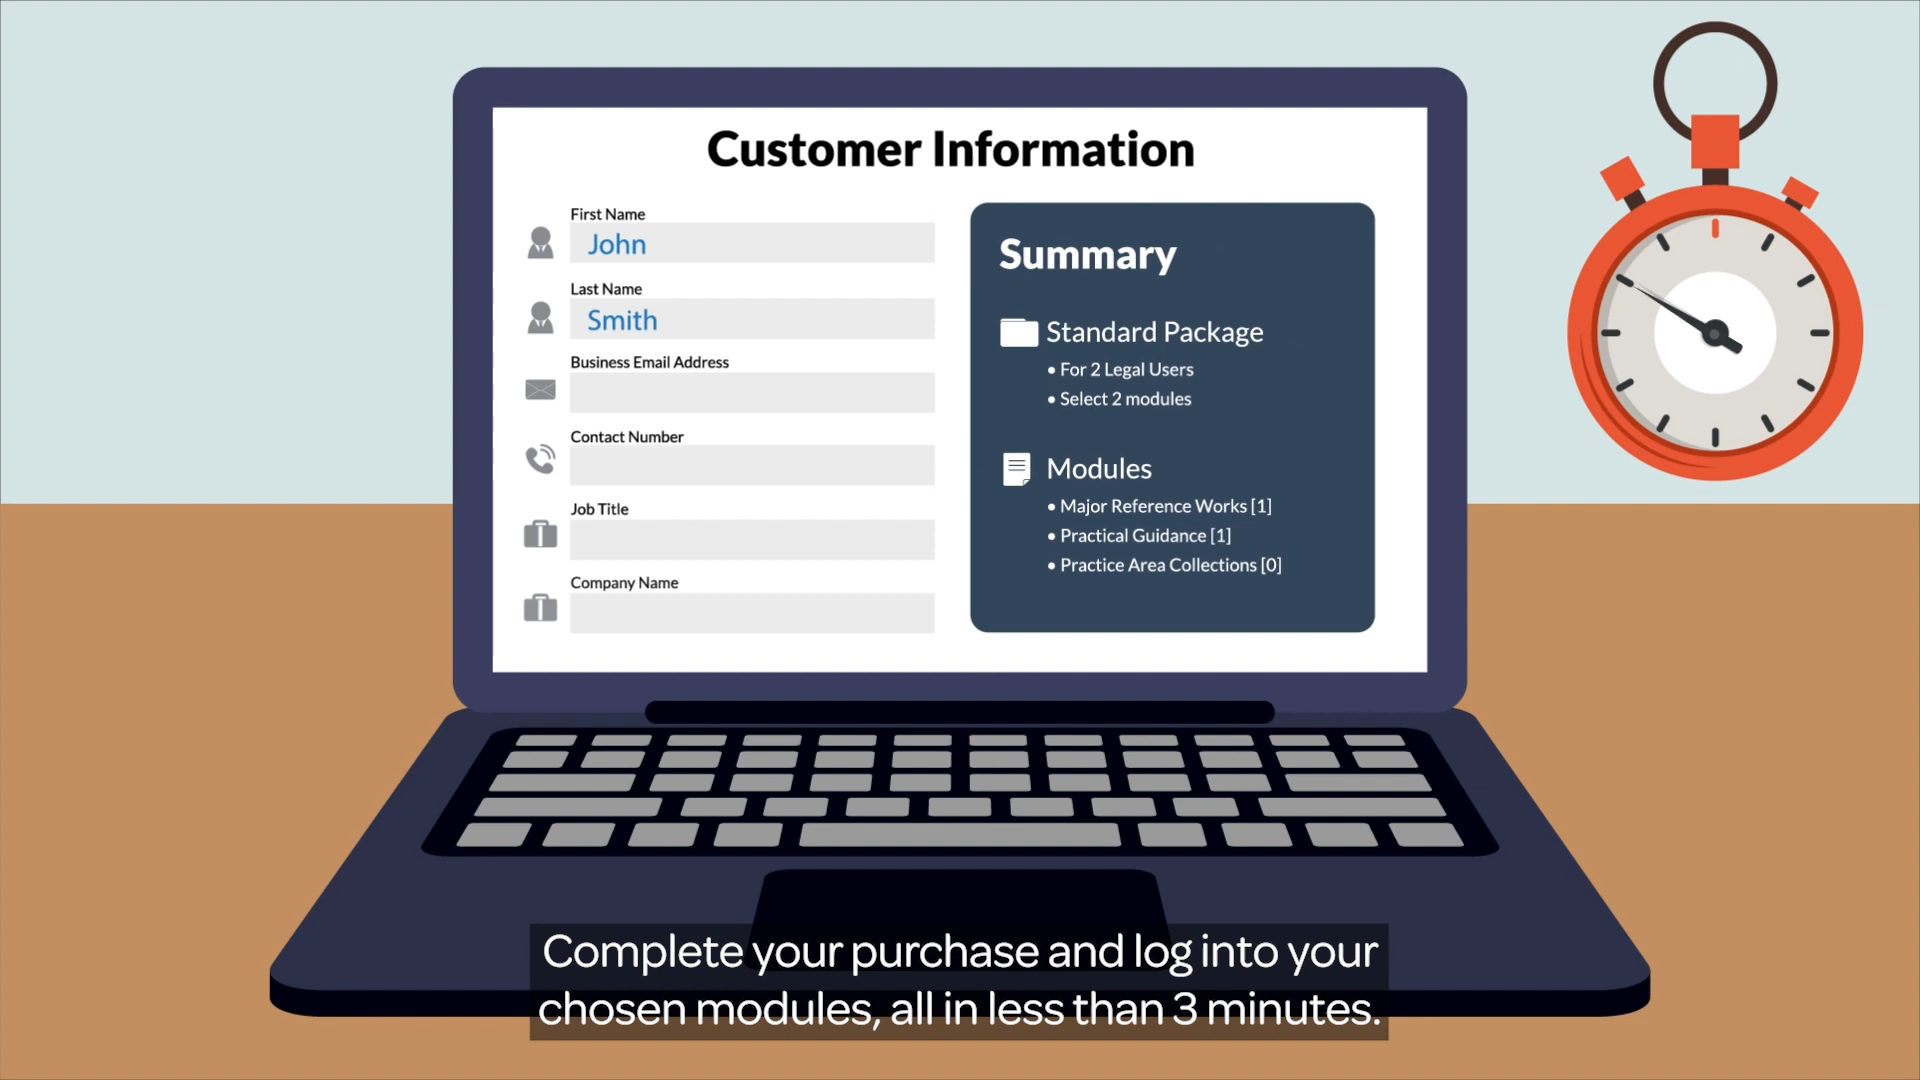 Customer Information
First Name
John
Last Name
Smith
Business Email Address
Contact Number
Job Title
Company Name
Summary
Standard Package
• For 2 Legal Users
• Select 2 modules
Modules
• Major Reference Works [1]
• Practical Guidance [1]
• Practice Area Collections [0]
Complete your purchase and log into your
chosen modules, all in less than 3 minutes.